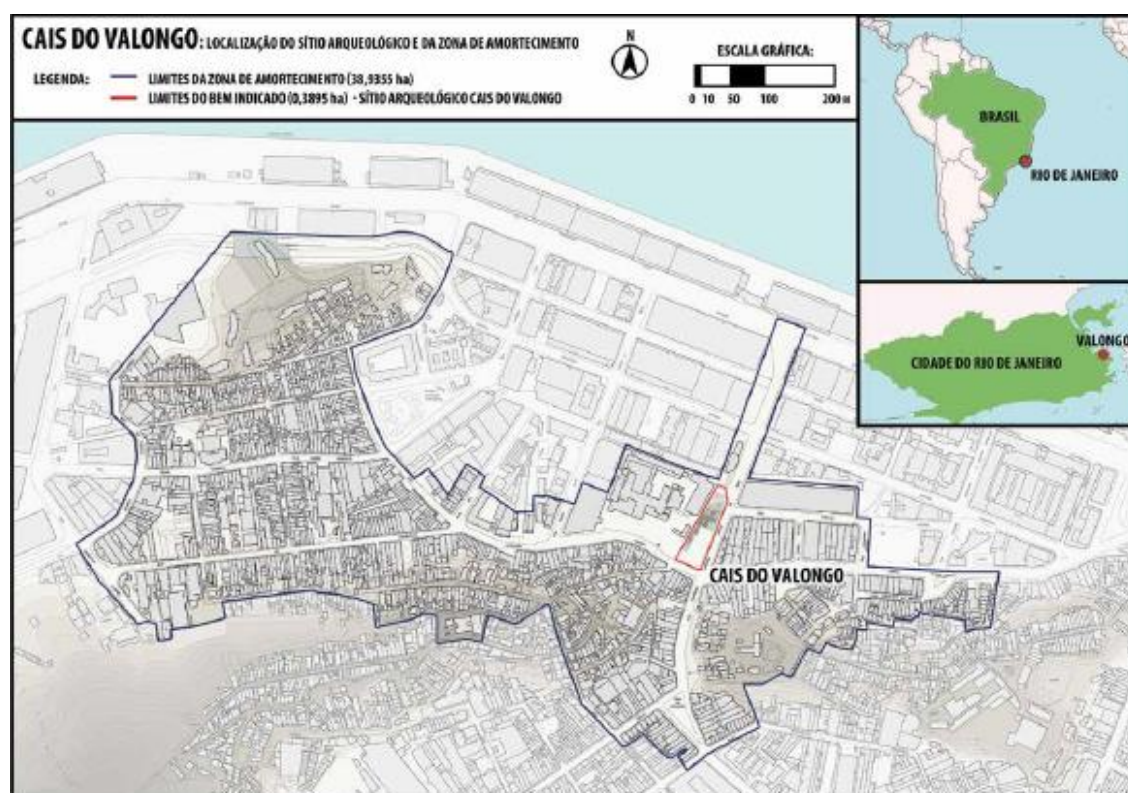 CAIS DO VALONGO: LOCALIZAÇÃO DO SÍTIO ARQUEOLÓGICO E DA ZONA DE AMORTECIMENTO
LEGENDA:
LIMITES DA ZONA DE AMORTECIMENTO (38,9355 ha)
LIMITES DO BEM INDICADO (0,3895 ha) - SÍTIO ARQUEOLÓGICO CAIS DO VALONGO
N
ESCALA GRÁFICA:
0 10 50 100 200 m
BRASIL
RIO DE JANEIRO
VALONGO
CIDADE DO RIO DE JANEIRO
CAIS DO VALONGO